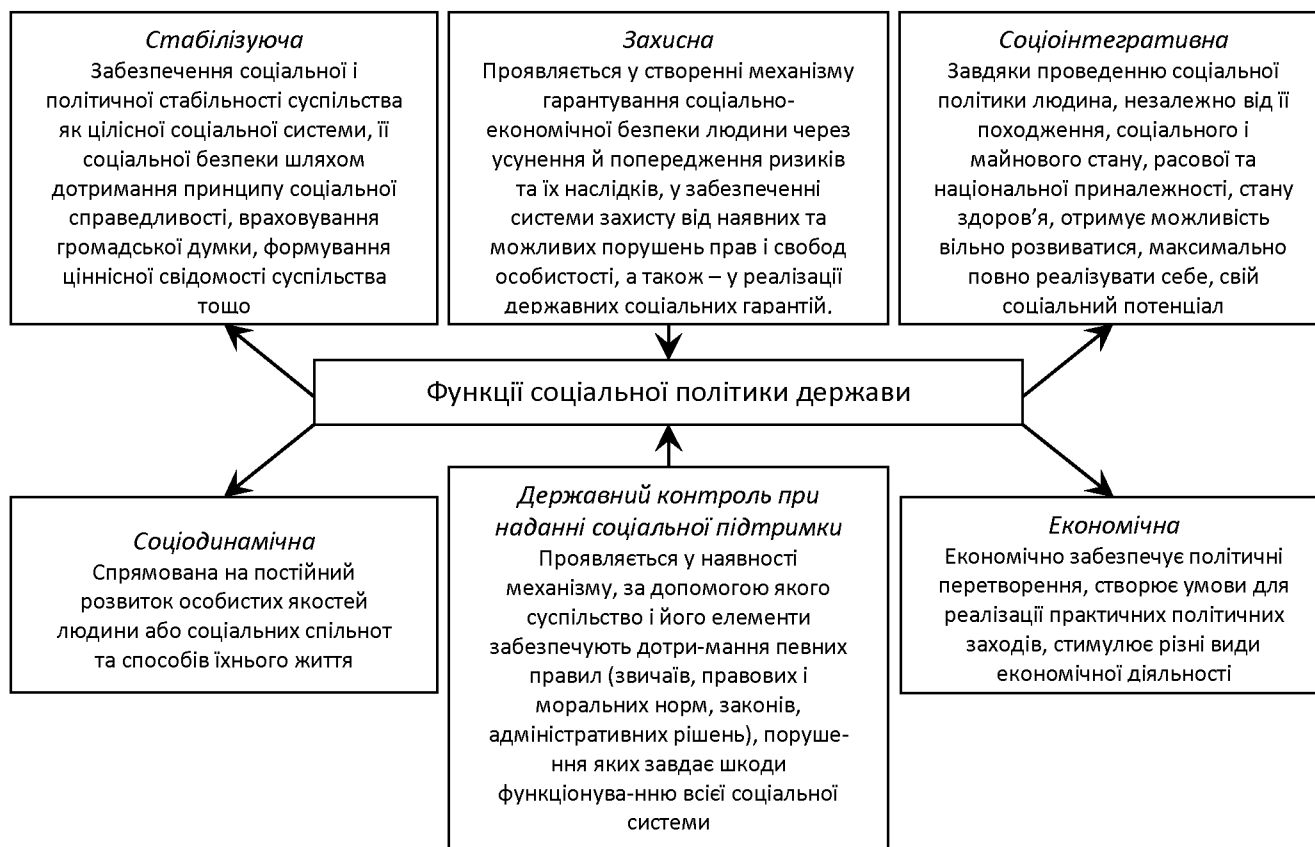 Стабілізуюча
Забезпечення соціальної і
політичної стабільності суспільства
як цілісної соціальної системи, її
соціальної безпеки шляхом
дотримання принципу соціальної
справедливості, враховування
громадської думки, формування
ціннісної свідомості суспільства
тощо
Захисна
Проявляється у створенні механізму
гарантування соціально-
економічної безпеки людини через
усунення й попередження ризиків
та їх наслідків, у забезпеченні
системи захисту від наявних та
можливих порушень прав і свобод
особистості, а також – у реалізації
державних соціальних гарантій.
Соціоінтегративна
Завдяки проведенню соціальної
політики людина, незалежно від її
походження, соціального і
майнового стану, расової та
національної приналежності, стану
здоров’я, отримує можливість
вільно розвиватися, максимально
повно реалізувати себе, свій
соціальний потенціал
Функції соціальної політики держави
Соціодинамічна
Спрямована на постійний
розвиток особистих якостей
людини або соціальних спільнот
та способів їхнього життя
Державний контроль при
наданні соціальної підтримки
Проявляється у наявності
механізму, за допомогою якого
суспільство і його елементи
забезпечують дотри-мання певних
правил (звичаїв, правових і
моральних норм, законів,
адміністративних рішень), поруше-
ння яких завдає шкоди
функціонува-нню всієї соціальної
системи
Економічна
Економічно забезпечує політичні
перетворення, створює умови для
реалізації практичних політичних
заходів, стимулює різні види
економічної діяльності